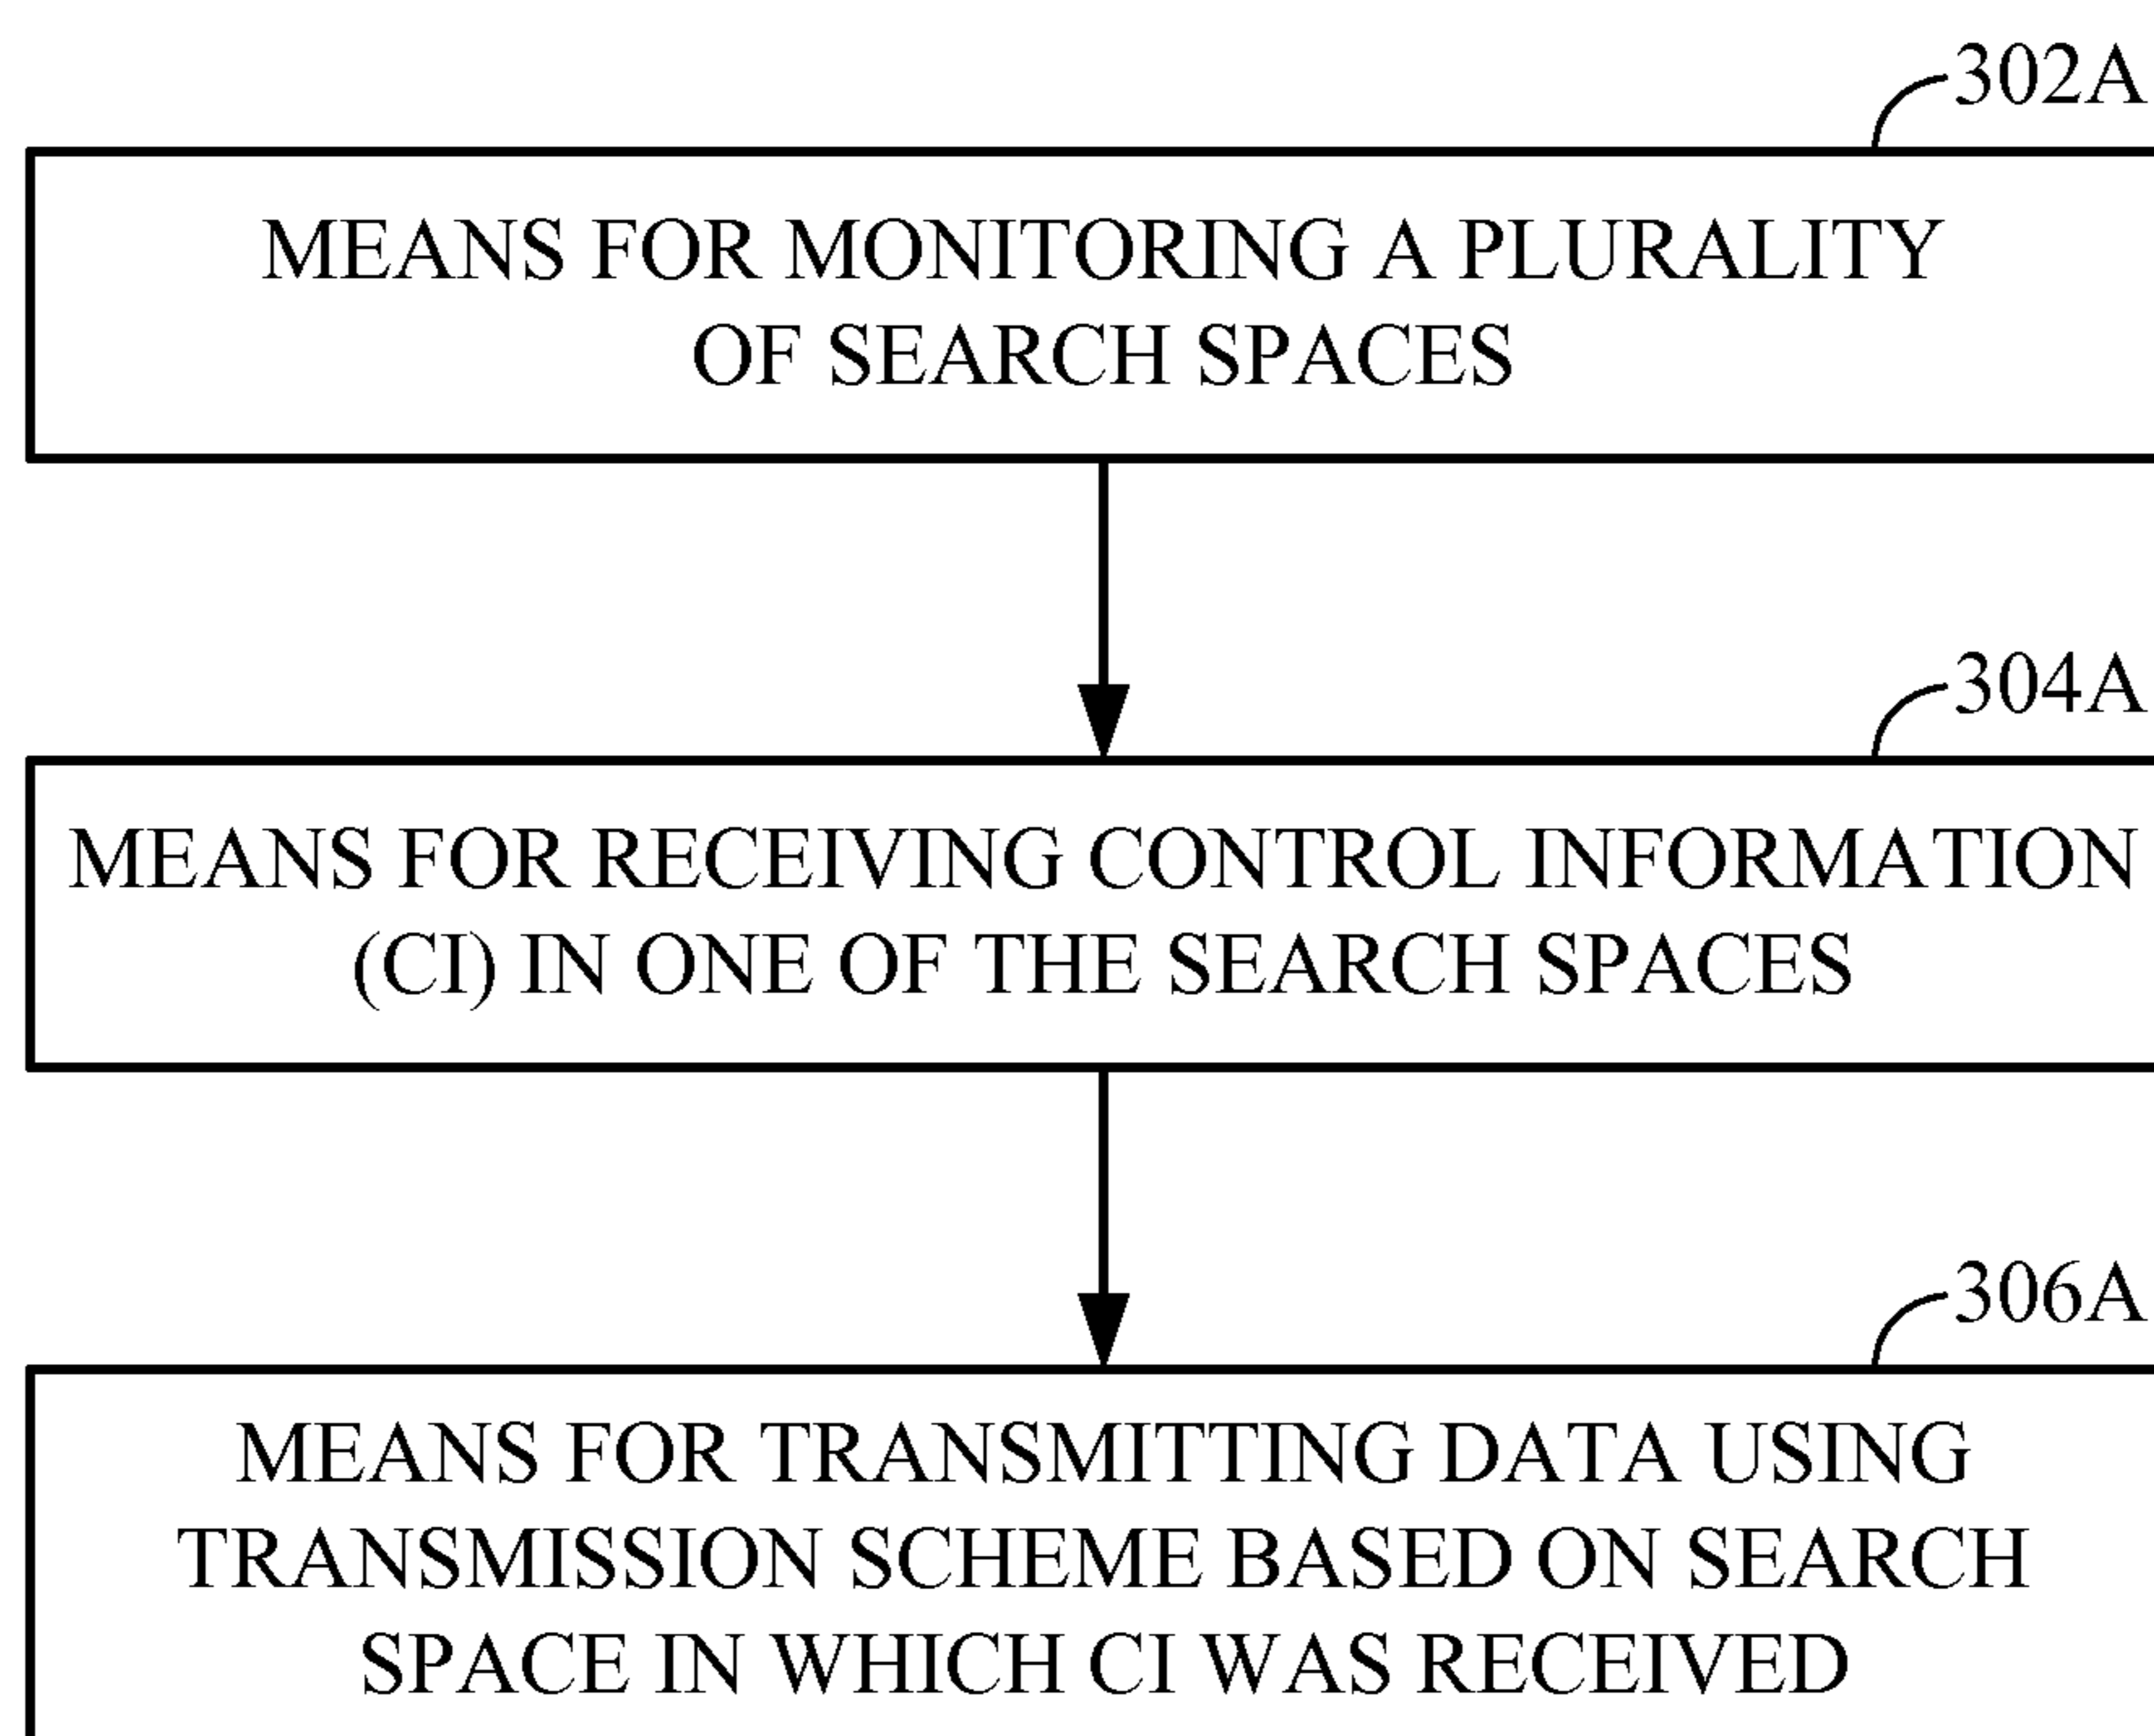 302A
MEANS FOR MONITORING A PLURALITY
OF SEARCH SPACES
304A
MEANS FOR RECEIVING CONTROL INFORMATION
(CI) IN ONE OF THE SEARCH SPACES
306A
MEANS FOR TRANSMITTING DATA USING
TRANSMISSION SCHEME BASED ON SEARCH
SPACE IN WHICH CI WAS RECEIVED